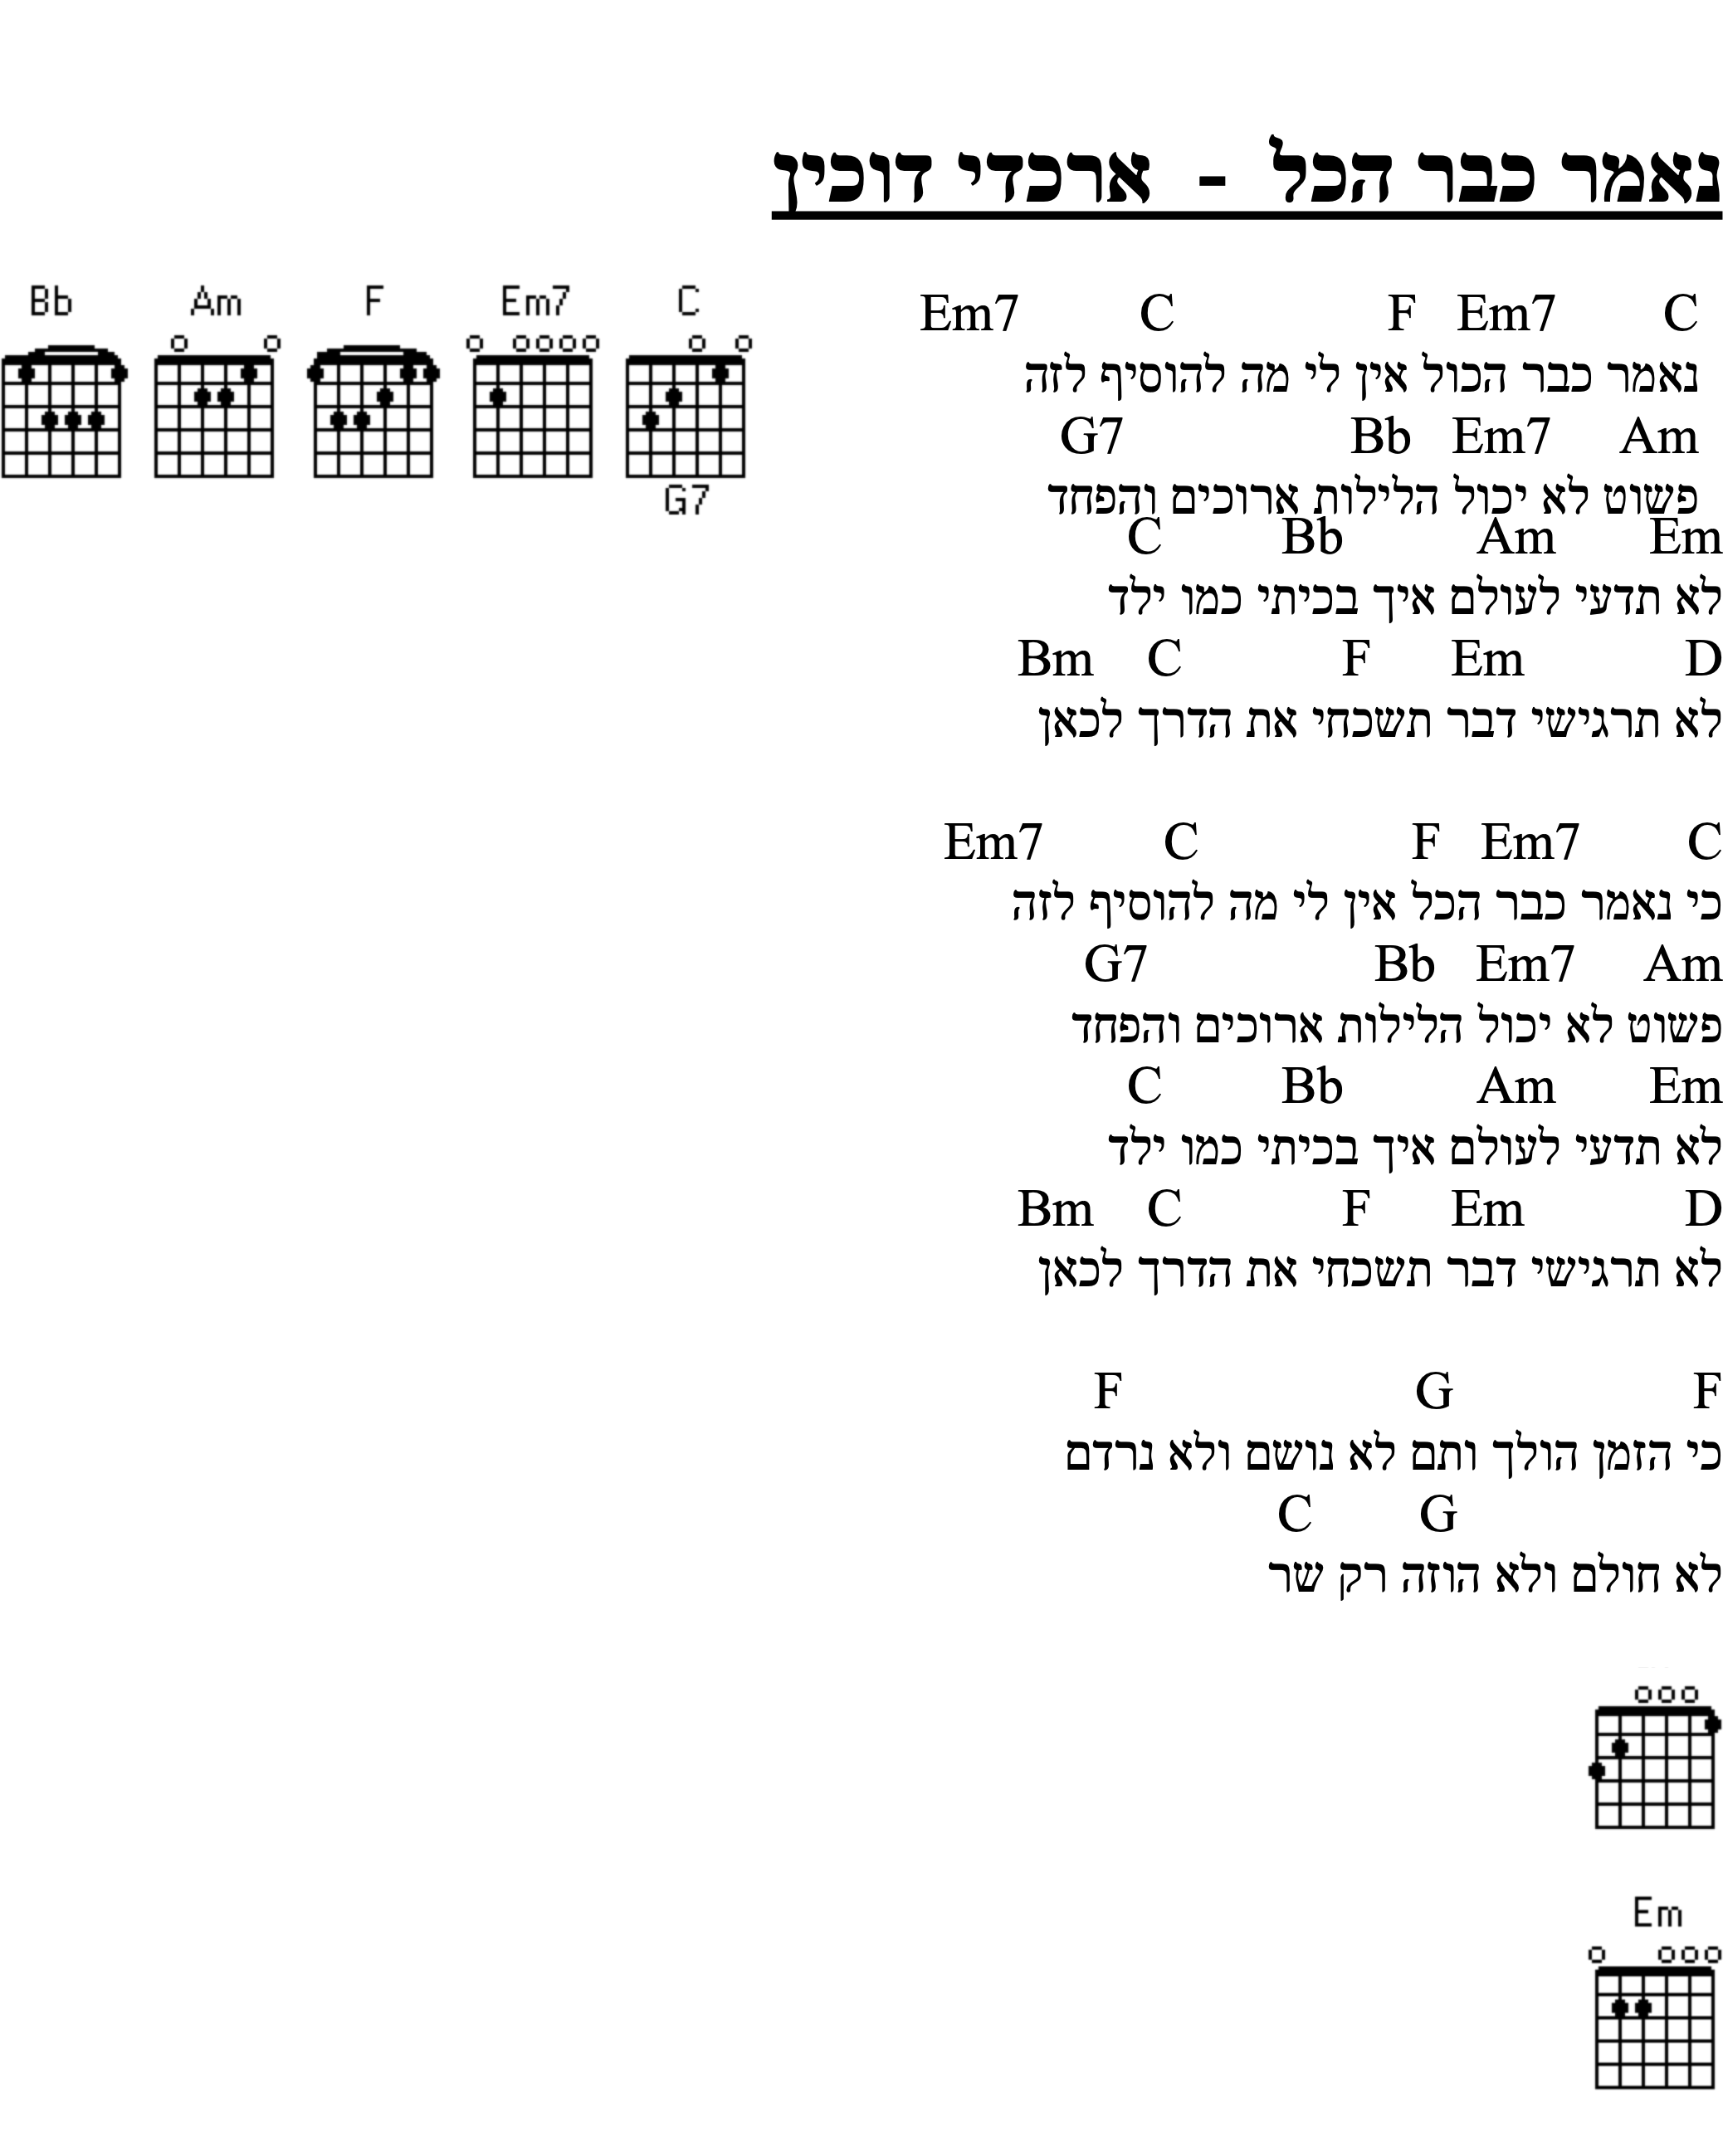 נאמר כבר הכל - ארכדי דוכין
Bb Am F Em7 C
G7
Em7 C F Em7 C
נאמר כבר הכול אין לי מה להוסיף לזה
G7 Bb Em7 Am
פשוט לא יכול הלילות ארוכים והפחד
C Bb Am Em
לא תדעי לעולם איך בכיתי כמו ילד
Bm C F Em D
לא תרגישי דבר תשכחי את הדרך לכאן
Em7 C F Em7 C
כי נאמר כבר הכל אין לי מה להוסיף לזה
G7 Bb Em7 Am
פשוט לא יכול הלילות ארוכים והפחד
C Bb Am Em
לא תדעי לעולם איך בכיתי כמו ילד
Bm C F Em D
לא תרגישי דבר תשכחי את הדרך לכאן
F G F
כי הזמן הולך ותם לא נושם ולא נרדם
C G
לא חולם ולא הוזה רק שר
Em